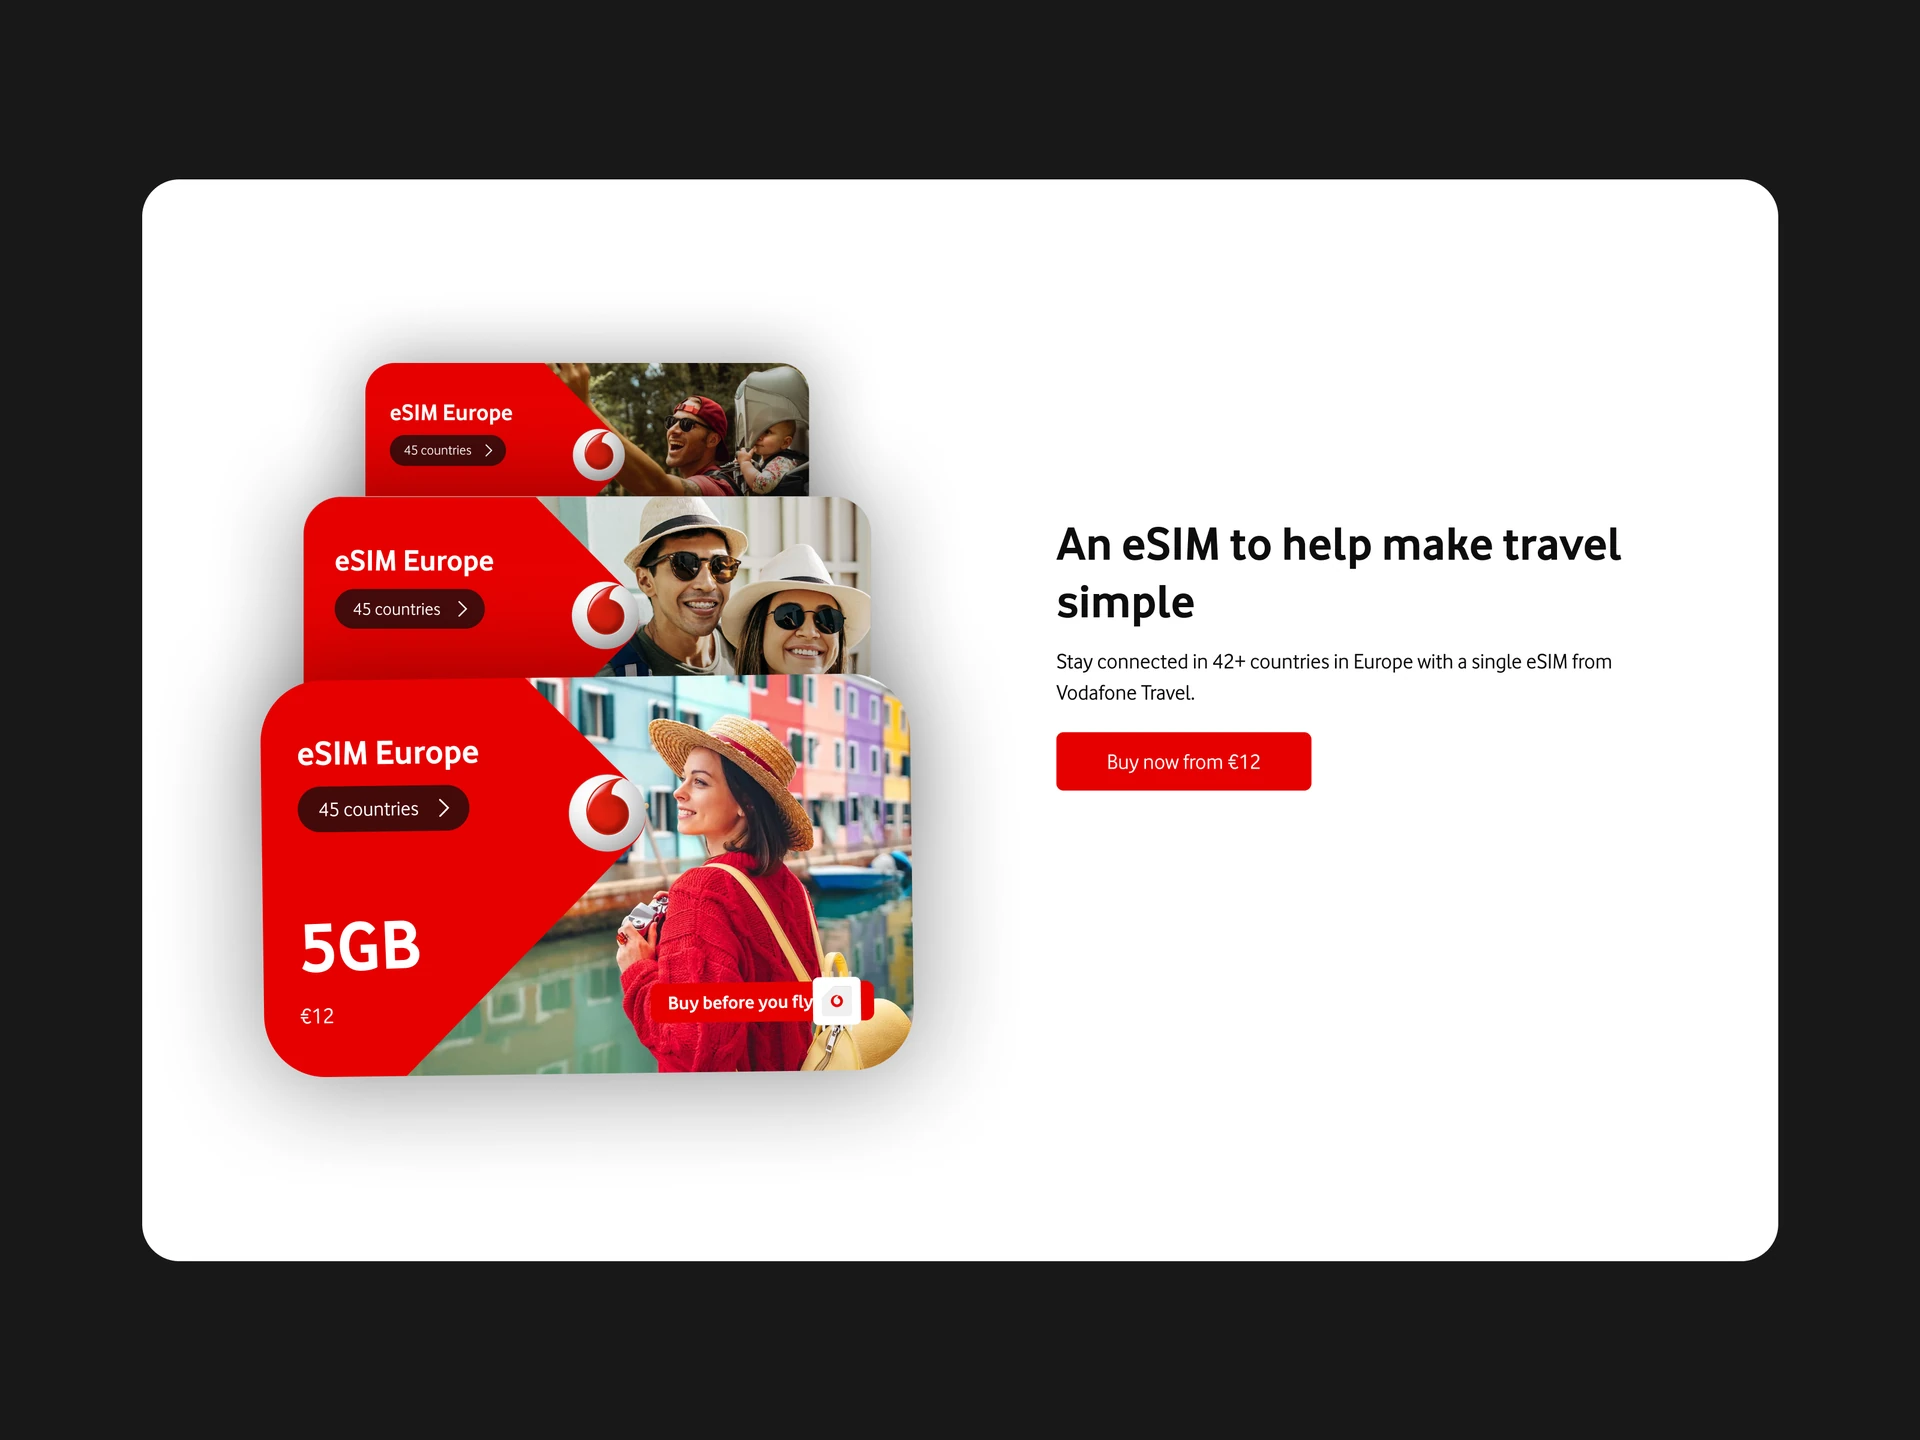 eSIM Europe
45 countries
eSIM Europe
45 countries
eSIM Europe
45 countries
5GB
€12
Buy before you fly
An eSIM to help make travel
simple
Stay connected in 42+ countries in Europe with a single eSIM from
Vodafone Travel.
Buy now from €12